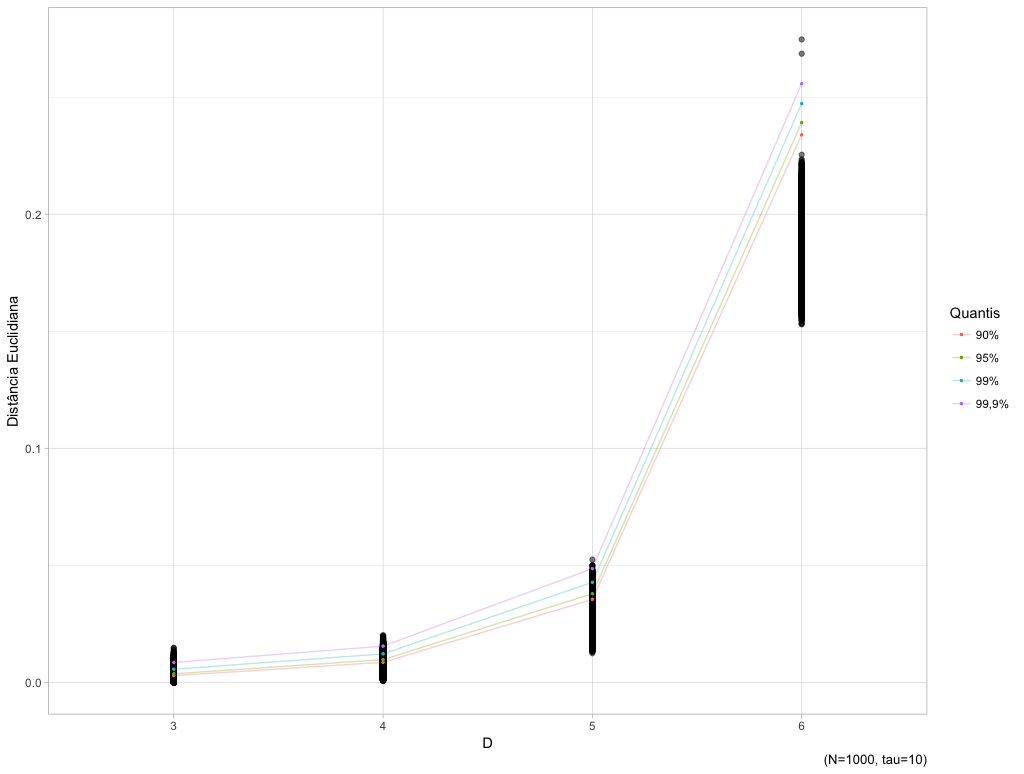 Distância Euclidiana
0.2
0.1
0.0
3 4 5 6
D
(N=1000, tau=10)
Quantis
90%
95%
99%
99,9%